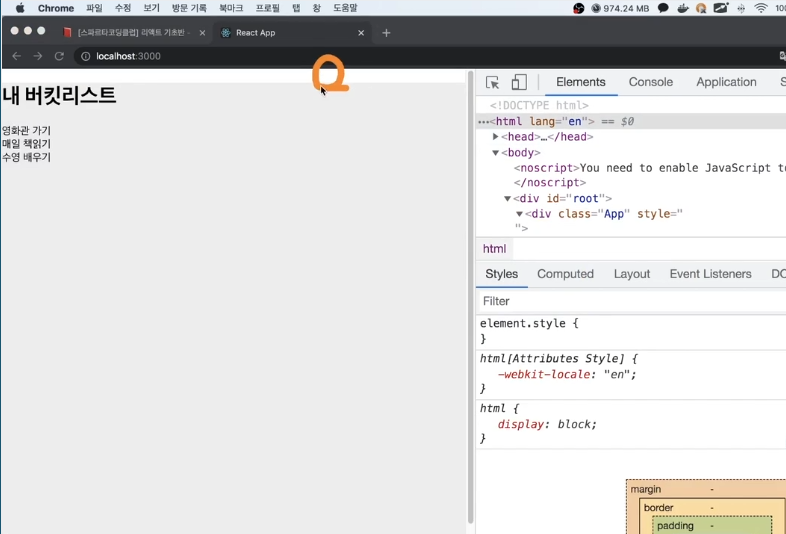 Chrome 파일 수정 보기 방문 기록 북마크 프로필 탭 창 도움말 974.24 MB
[스파르타코딩클럽] 리액트 기초반 - React App
localhost:3000
내 버킷리스트
영화관 가기
매일 책읽기
수영 배우기
Elements Console Application
<!DOCTYPE html>
<html lang="en"> == $0
<head>…</head>
<body>
<noscript>You need to enable JavaScript
</noscript>
<div id="root">
<div class="App" style="
">
html
Styles Computed Layout Event Listeners
Filter
element.style {
}
html[Attributes Style] {
-webkit-locale: "en";
}
html {
display: block;
}
margin -
border -
padding -